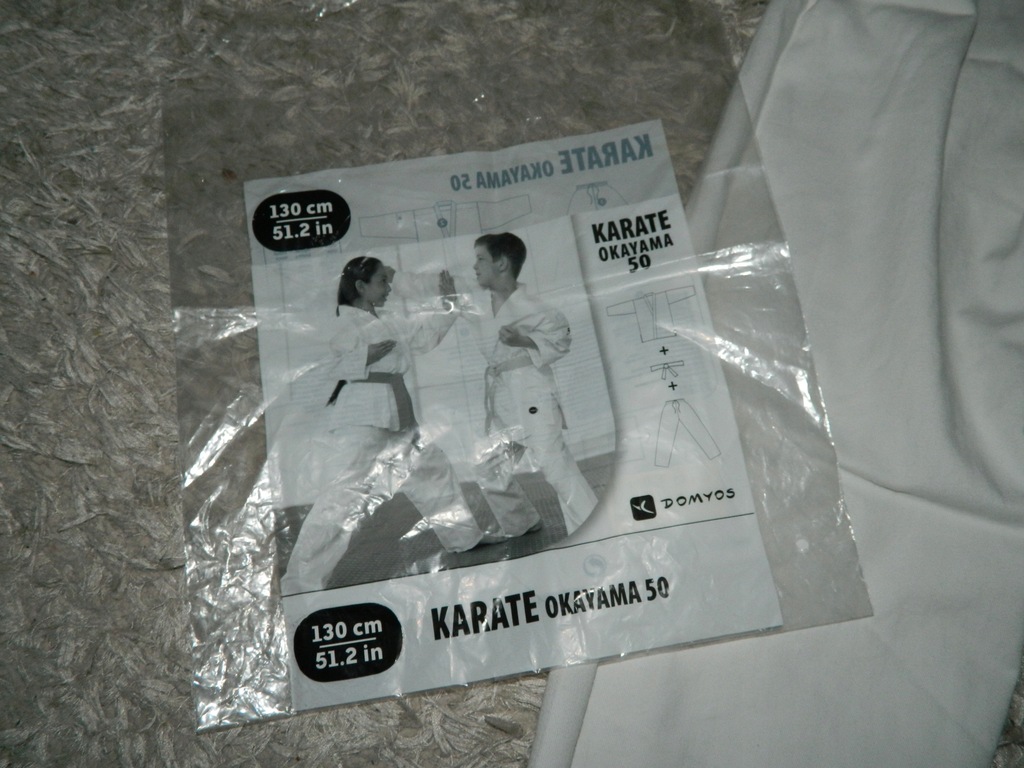 KARATE OKAYAMA 50
130 cm
51.2 in
KARATE
OKAYAMA
50
+
+
DOMYOS
130 cm
51.2 in
KARATE OKAYAMA 50